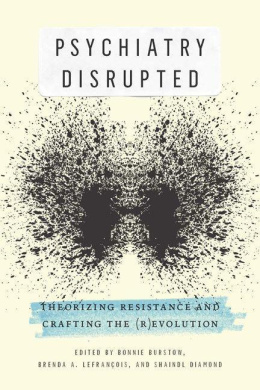 PSYCHIATRY
DISRUPTED
THEORIZING RESISTANCE AND
CRAFTING THE (R)EVOLUTION
EDITED BY BONNIE BURSTOW,
BRENDA A. LEFRANÇOIS, AND SHAINDL DIAMOND